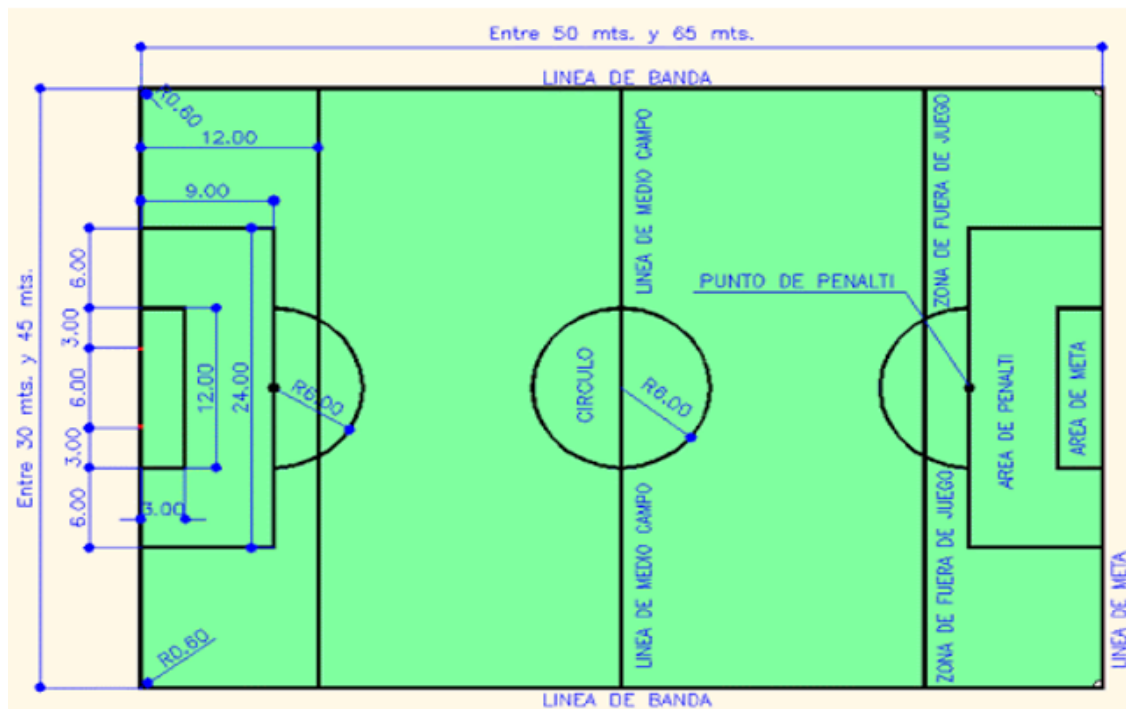 Entre 50 mts. y 65 mts.
LINEA DE BANDA
R0.60
12.00
9.00
Entre 30 mts. y 45 mts.
6.00
3.00
6.00
3.00
6.00
12.00
24.00
3.00
R6.00
R0.60
LINEA DE MEDIO CAMPO
CIRCULO
R6.00
LINEA DE MEDIO CAMPO
PUNTO DE PENALTI
ZONA DE FUERA DE JUEGO
ZONA DE FUERA DE JUEGO
AREA DE PENALTI
AREA DE META
LINEA DE META
LINEA DE BANDA